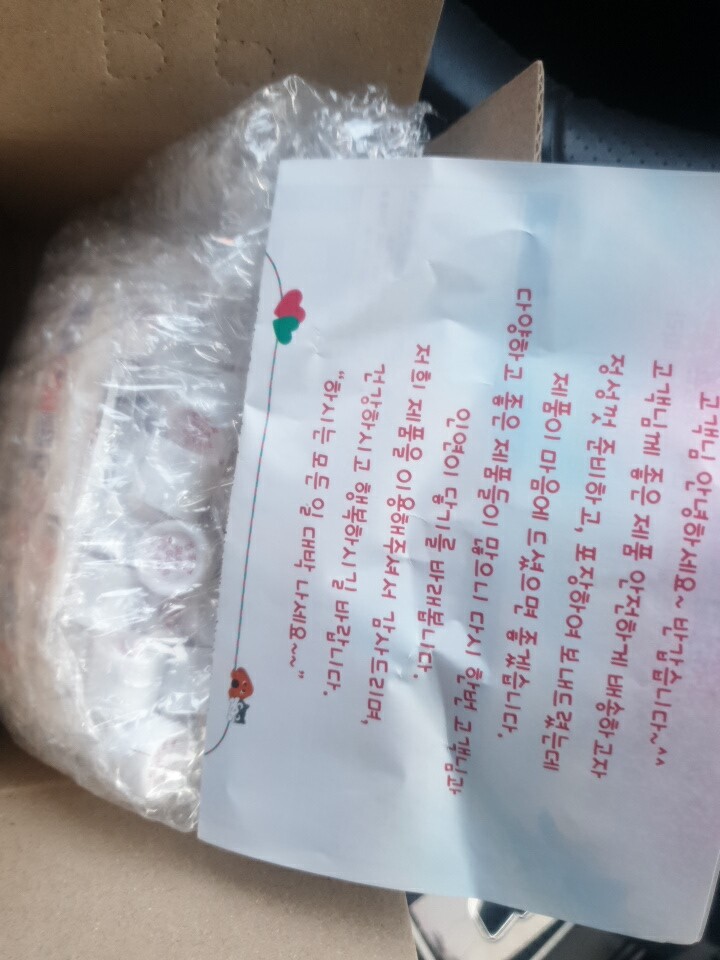 고객님 안녕하세요~ 반갑습니다~^^
고객님께 좋은 제품 안전하게 배송하고자
정성껏 준비하고, 포장하여 보내드렸는데
제품이 마음에 드셨으면 좋겠습니다.
다양하고 좋은 제품들이 많으니 다시 한번 고객님과
인연이 닿기를 바래봅니다.
저희 제품을 이용해주셔서 감사드리며,
건강하시고 행복하시길 바랍니다.
"하시는 모든 일 대박 나세요~~"